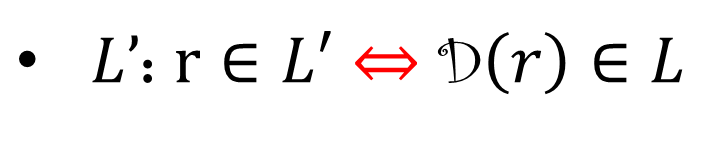 • L’: r ∈ L′ ⇔ 𝒟(r) ∈ L